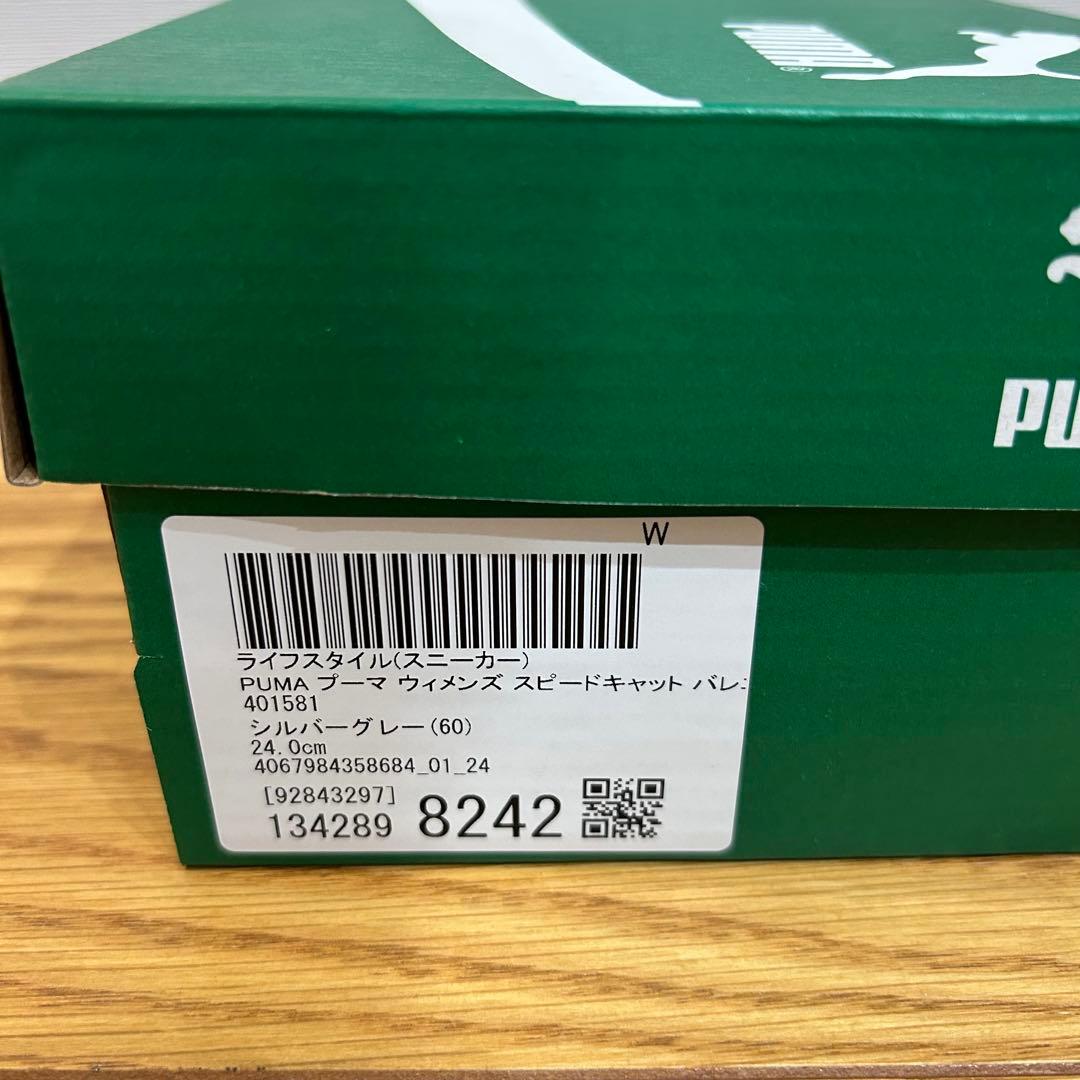 PUMA®
W
ライフスタイル(スニーカー)
PUMA プーマ ウィメンズ スピードキャット バレエ
401581
シルバーグレー(60)
24.0cm
4067984358684_01_24
[92843297]
134289 8242